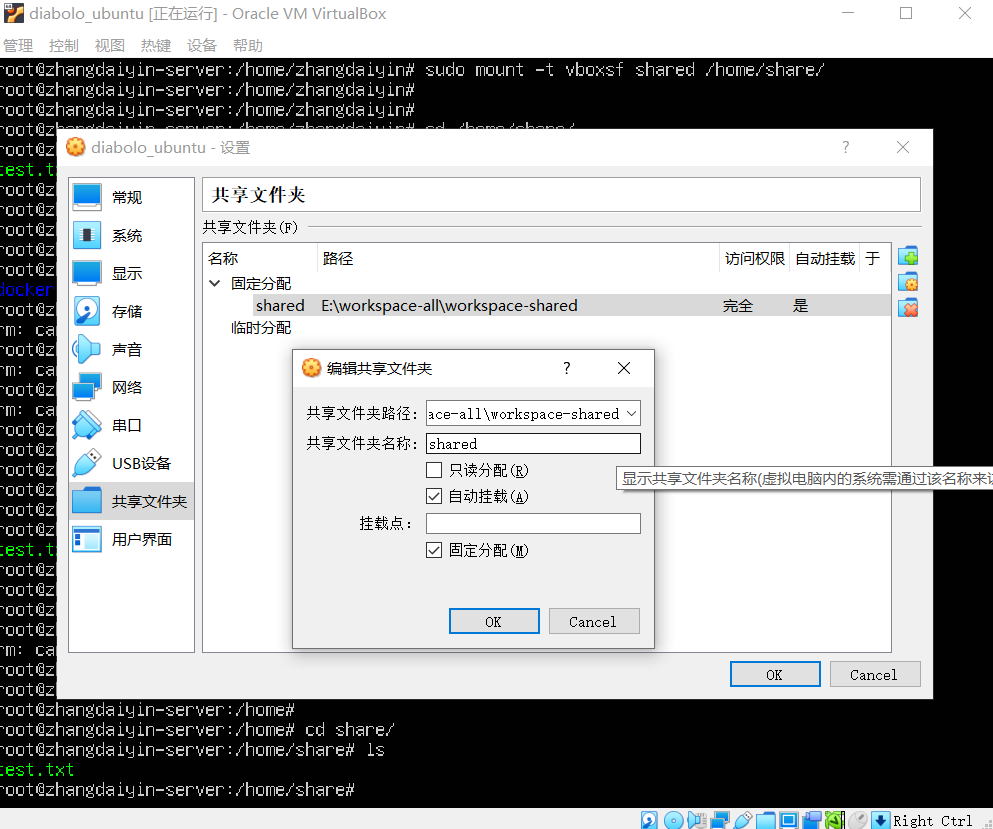 diabolo_ubuntu [正在运行] - Oracle VM VirtualBox
管理 控制 视图 热键 设备 帮助
root@zhangdaiyin-server:/home/zhangdaiyin# sudo mount -t vboxsf shared /home/share/
root@zhangdaiyin-server:/home/zhangdaiyin#
root@zhangdaiyin-server:/home/zhangdaiyin#
root@zhangdaiyin-server:/home/zhangdaiyin# cd /home/share/
diabolo_ubuntu - 设置
?
root@z
test.t
root@z
root@z
root@z
root@z
root@z
docker
root@z
rm: ca
root@z
rm: ca
root@z
rm: ca
root@z
root@z
root@z
root@z
root@z
root@z
test.t
root@z
root@z
root@z
root@z
rm: ca
root@z
root@z
常规
系统
显示
存储
声音
网络
串口
USB设备
共享文件夹
用户界面
共享文件夹
共享文件夹(F)
名称 路径 访问权限 自动挂载 于
固定分配
shared E:\workspace-all\workspace-shared 完全 是
临时分配
编辑共享文件夹 ?
共享文件夹路径: ace-all\workspace-shared
共享文件夹名称: shared
只读分配(R)
显示共享文件夹名称(虚拟电脑内的系统需通过该名称来访
自动挂载(A)
挂载点:
固定分配(M)
OK Cancel
OK Cancel
root@zhangdaiyin-server:/home#
root@zhangdaiyin-server:/home# cd share/
root@zhangdaiyin-server:/home/share# ls
test.txt
root@zhangdaiyin-server:/home/share#
Right Ctrl